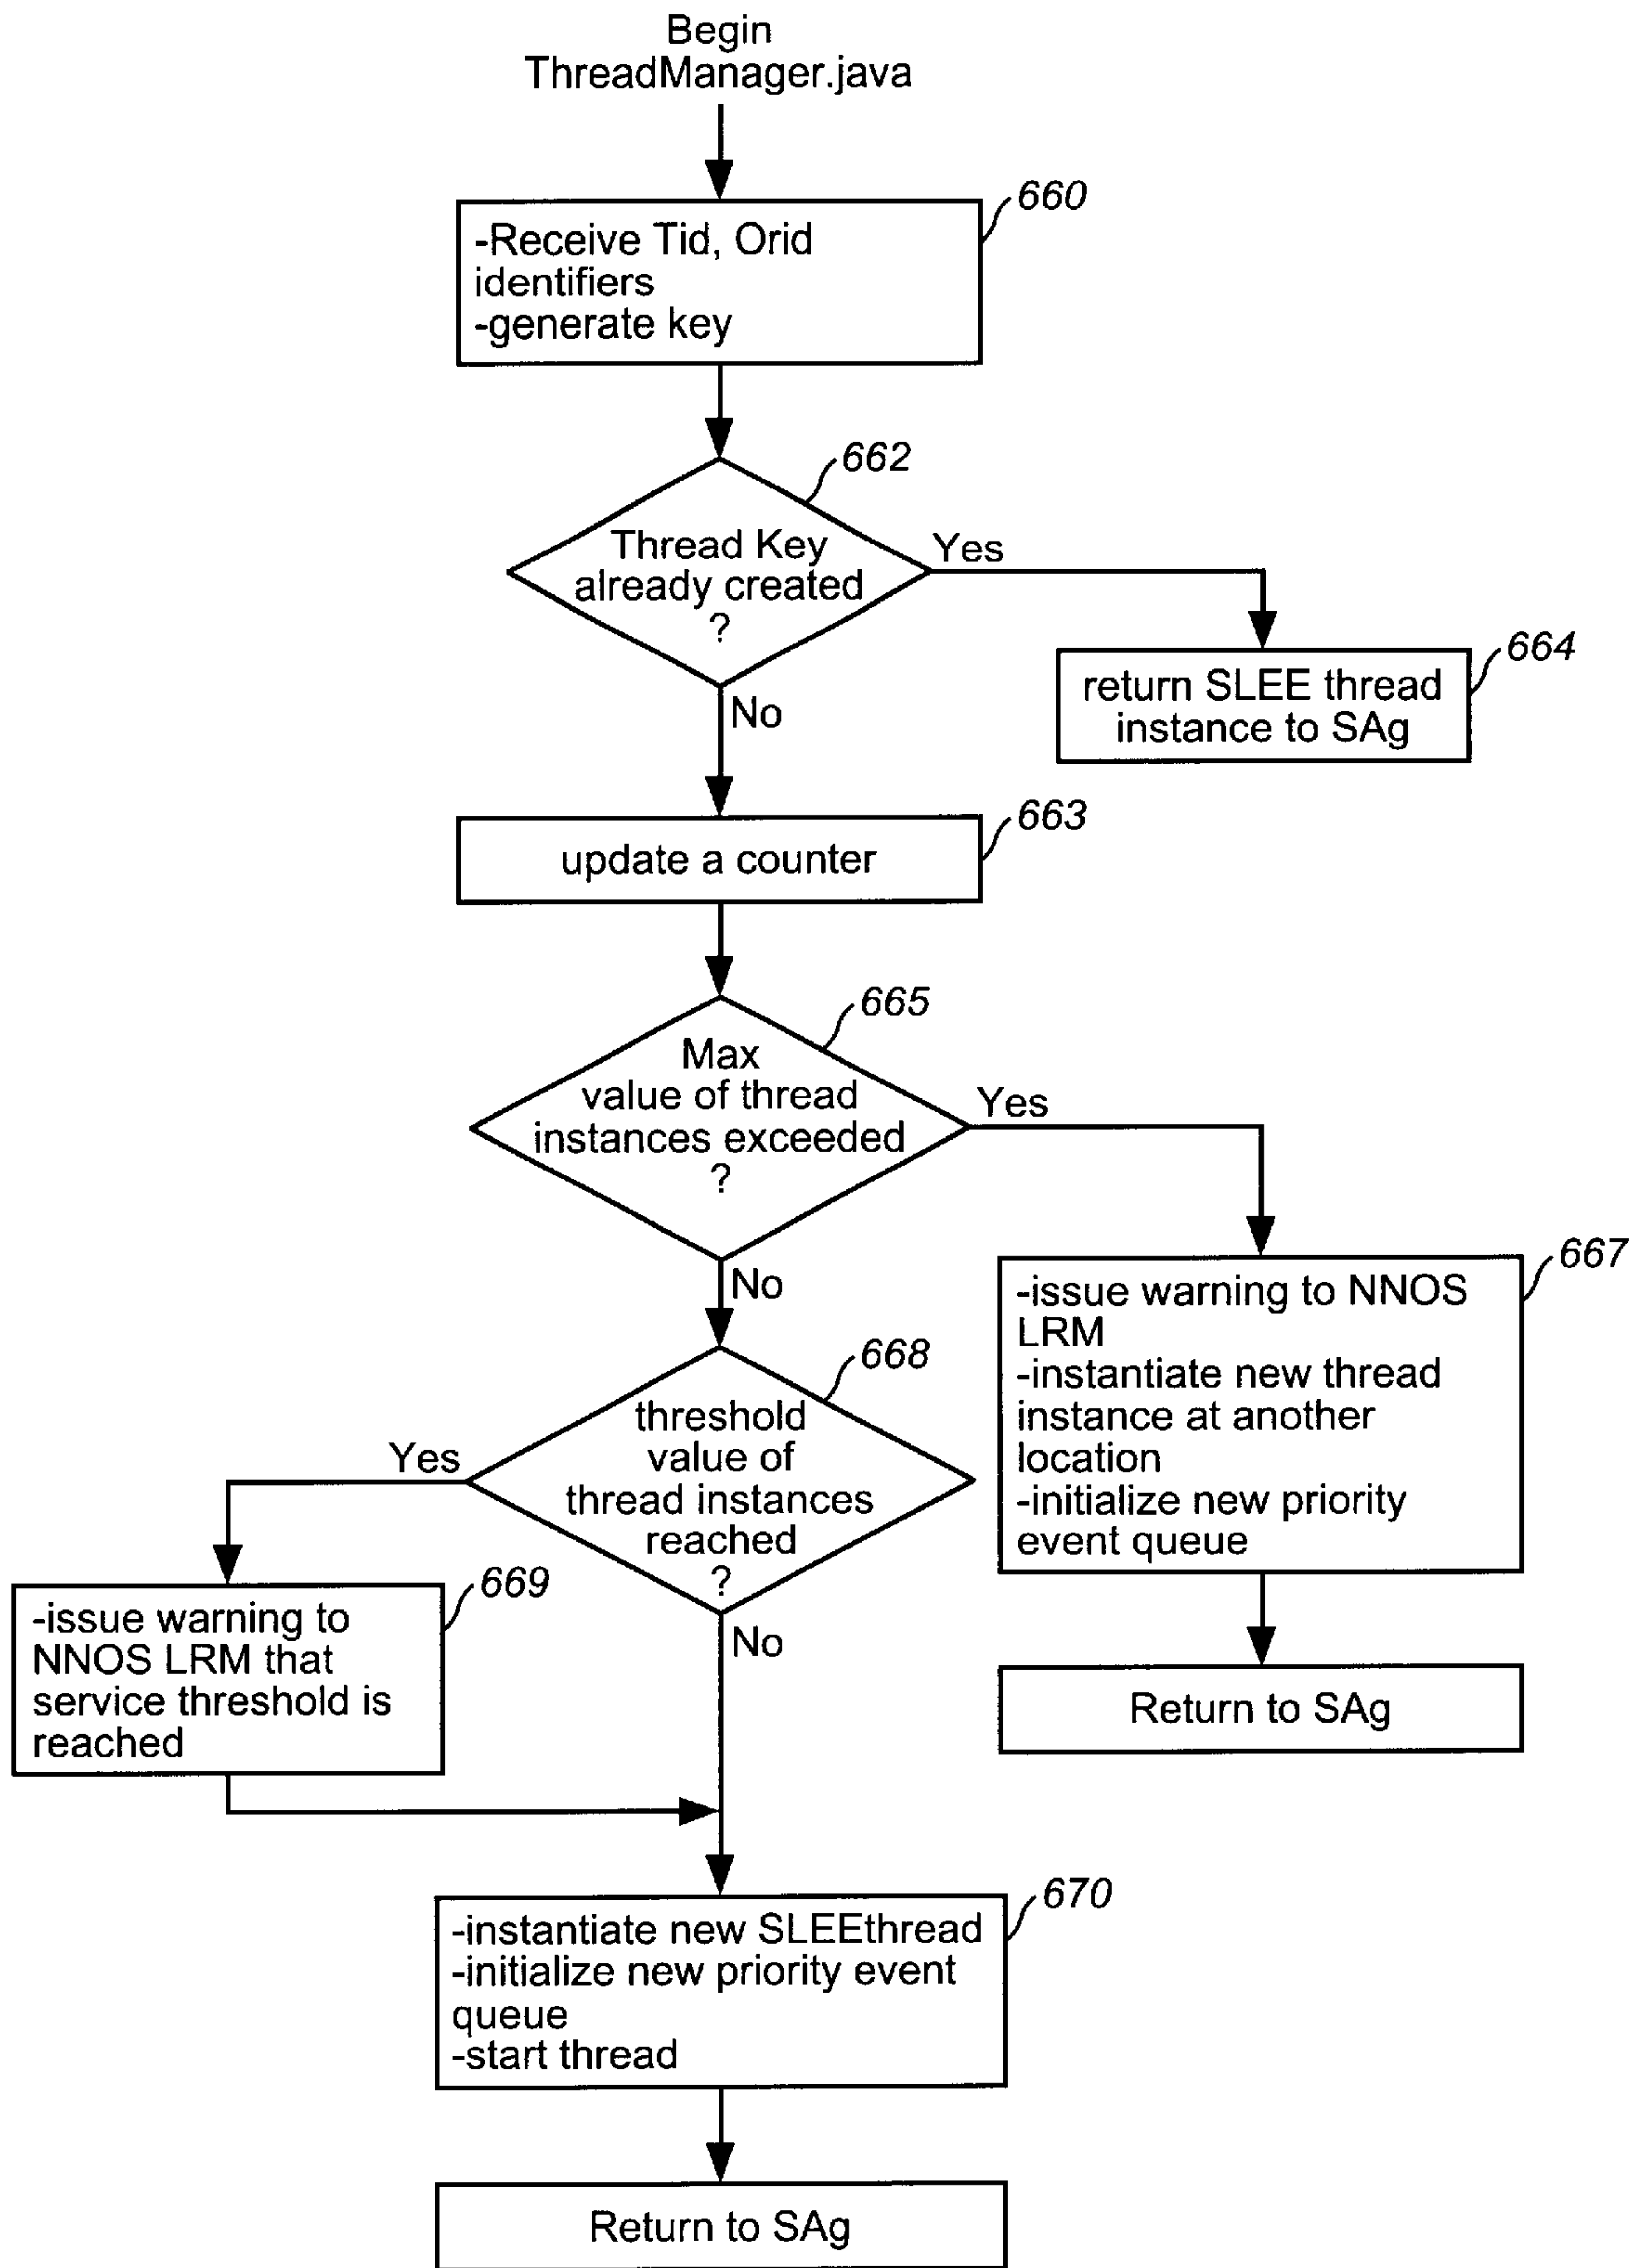 Begin
ThreadManager.java
660
-Receive Tid, Orid
identifiers
-generate key
662
Thread Key
already created
?
Yes
No
664
return SLEE thread
instance to SAg
663
update a counter
665
Max
value of thread
instances exceeded
?
Yes
No
667
-issue warning to NNOS
LRM
-instantiate new thread
instance at another
location
-initialize new priority
event queue
668
threshold
value of
thread instances
reached
?
Yes
No
669
-issue warning to
NNOS LRM that
service threshold is
reached
Return to SAg
670
-instantiate new SLEEthread
-initialize new priority event
queue
-start thread
Return to SAg